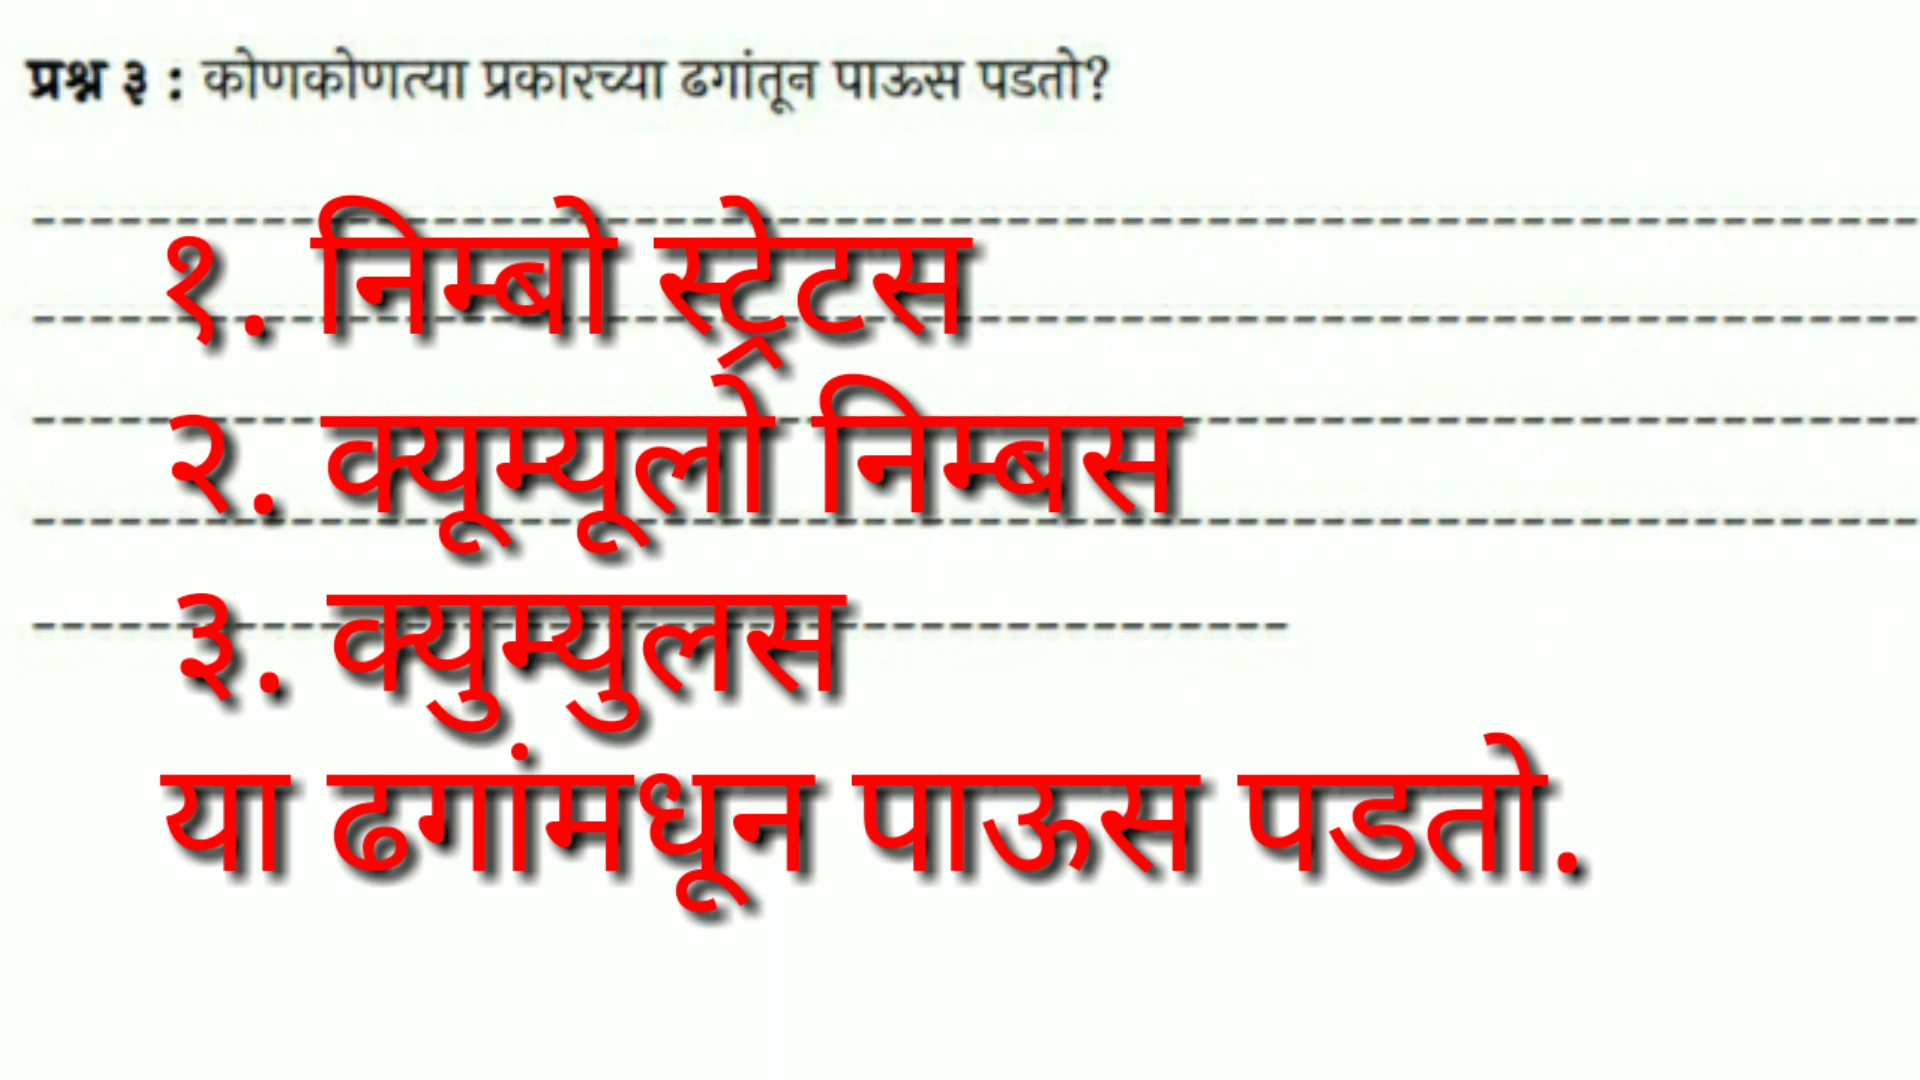 प्रश्न ३ : कोणकोणत्या प्रकारच्या ढगांतून पाऊस पडतो?
१. निम्बो स्ट्रेटस
२. क्यूम्यूलो निम्बस
३. क्युम्युलस
या ढगांमधून पाऊस पडतो.